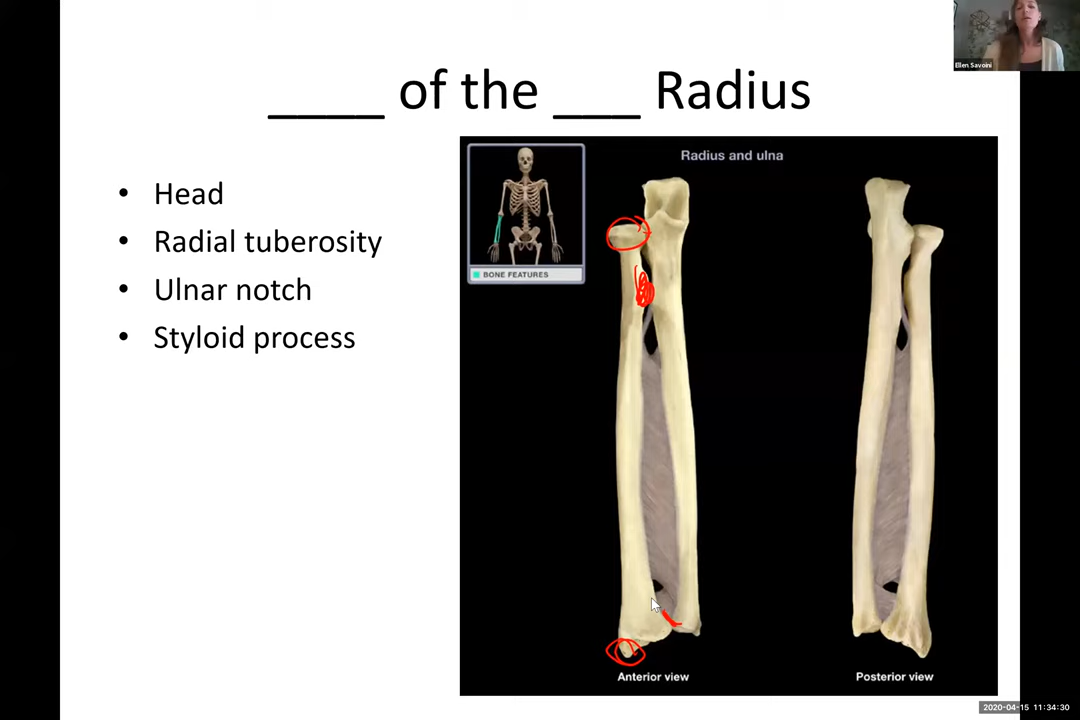 Ellen Savoini
____ of the ___ Radius
• Head
• Radial tuberosity
• Ulnar notch
• Styloid process
Radius and ulna
BONE FEATURES
Anterior view
Posterior view
2020-04-15 11:34:30